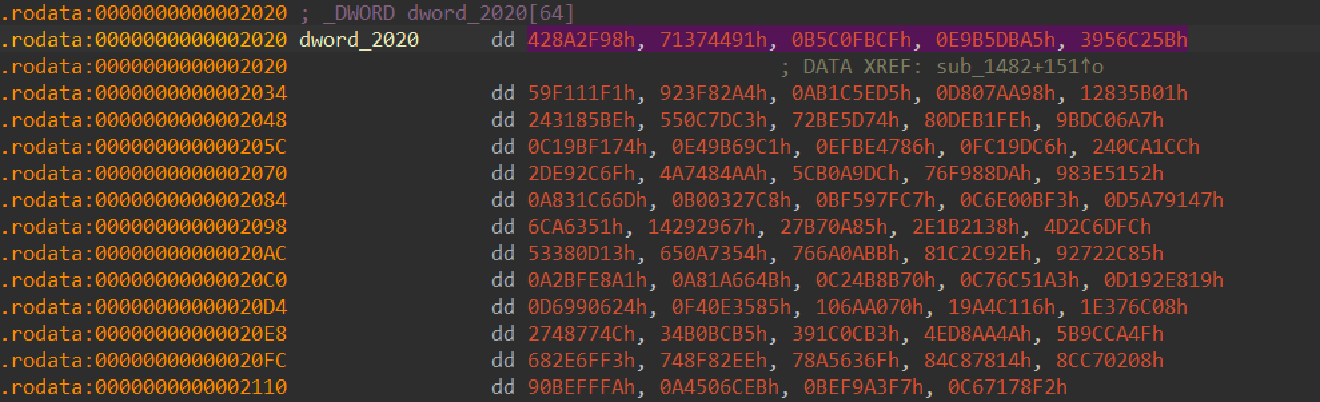 .rodata:0000000000002020 ; _DWORD dword_2020[64]
.rodata:0000000000002020 dword_2020 dd 428A2F98h, 71374491h, 0B5C0FBCFh, 0E9B5DBA5h, 3956C25Bh
.rodata:0000000000002020 ; DATA XREF: sub_1482+151↑o
.rodata:0000000000002034 dd 59F111F1h, 923F82A4h, 0AB1C5ED5h, 0D807AA98h, 12835B01h
.rodata:0000000000002048 dd 243185BEh, 550C7DC3h, 72BE5D74h, 80DEB1FEh, 9BDC06A7h
.rodata:000000000000205C dd 0C19BF174h, 0E49B69C1h, 0EFBE4786h, 0FC19DC6h, 240CA1CCh
.rodata:0000000000002070 dd 2DE92C6Fh, 4A7484AAh, 5CB0A9DCh, 76F988DAh, 983E5152h
.rodata:0000000000002084 dd 0A831C66Dh, 0B00327C8h, 0BF597FC7h, 0C6E00BF3h, 0D5A79147h
.rodata:0000000000002098 dd 6CA6351h, 14292967h, 27B70A85h, 2E1B2138h, 4D2C6DFCh
.rodata:00000000000020AC dd 53380D13h, 650A7354h, 766A0ABBh, 81C2C92Eh, 92722C85h
.rodata:00000000000020C0 dd 0A2BFE8A1h, 0A81A664Bh, 0C24B8B70h, 0C76C51A3h, 0D192E819h
.rodata:00000000000020D4 dd 0D6990624h, 0F40E3585h, 106AA070h, 19A4C116h, 1E376C08h
.rodata:00000000000020E8 dd 2748774Ch, 34B0BCB5h, 391C0CB3h, 4ED8AA4Ah, 5B9CCA4Fh
.rodata:00000000000020FC dd 682E6FF3h, 748F82EEh, 78A5636Fh, 84C87814h, 8CC70208h
.rodata:0000000000002110 dd 90BEFFFAh, 0A4506CEBh, 0BEF9A3F7h, 0C67178F2h